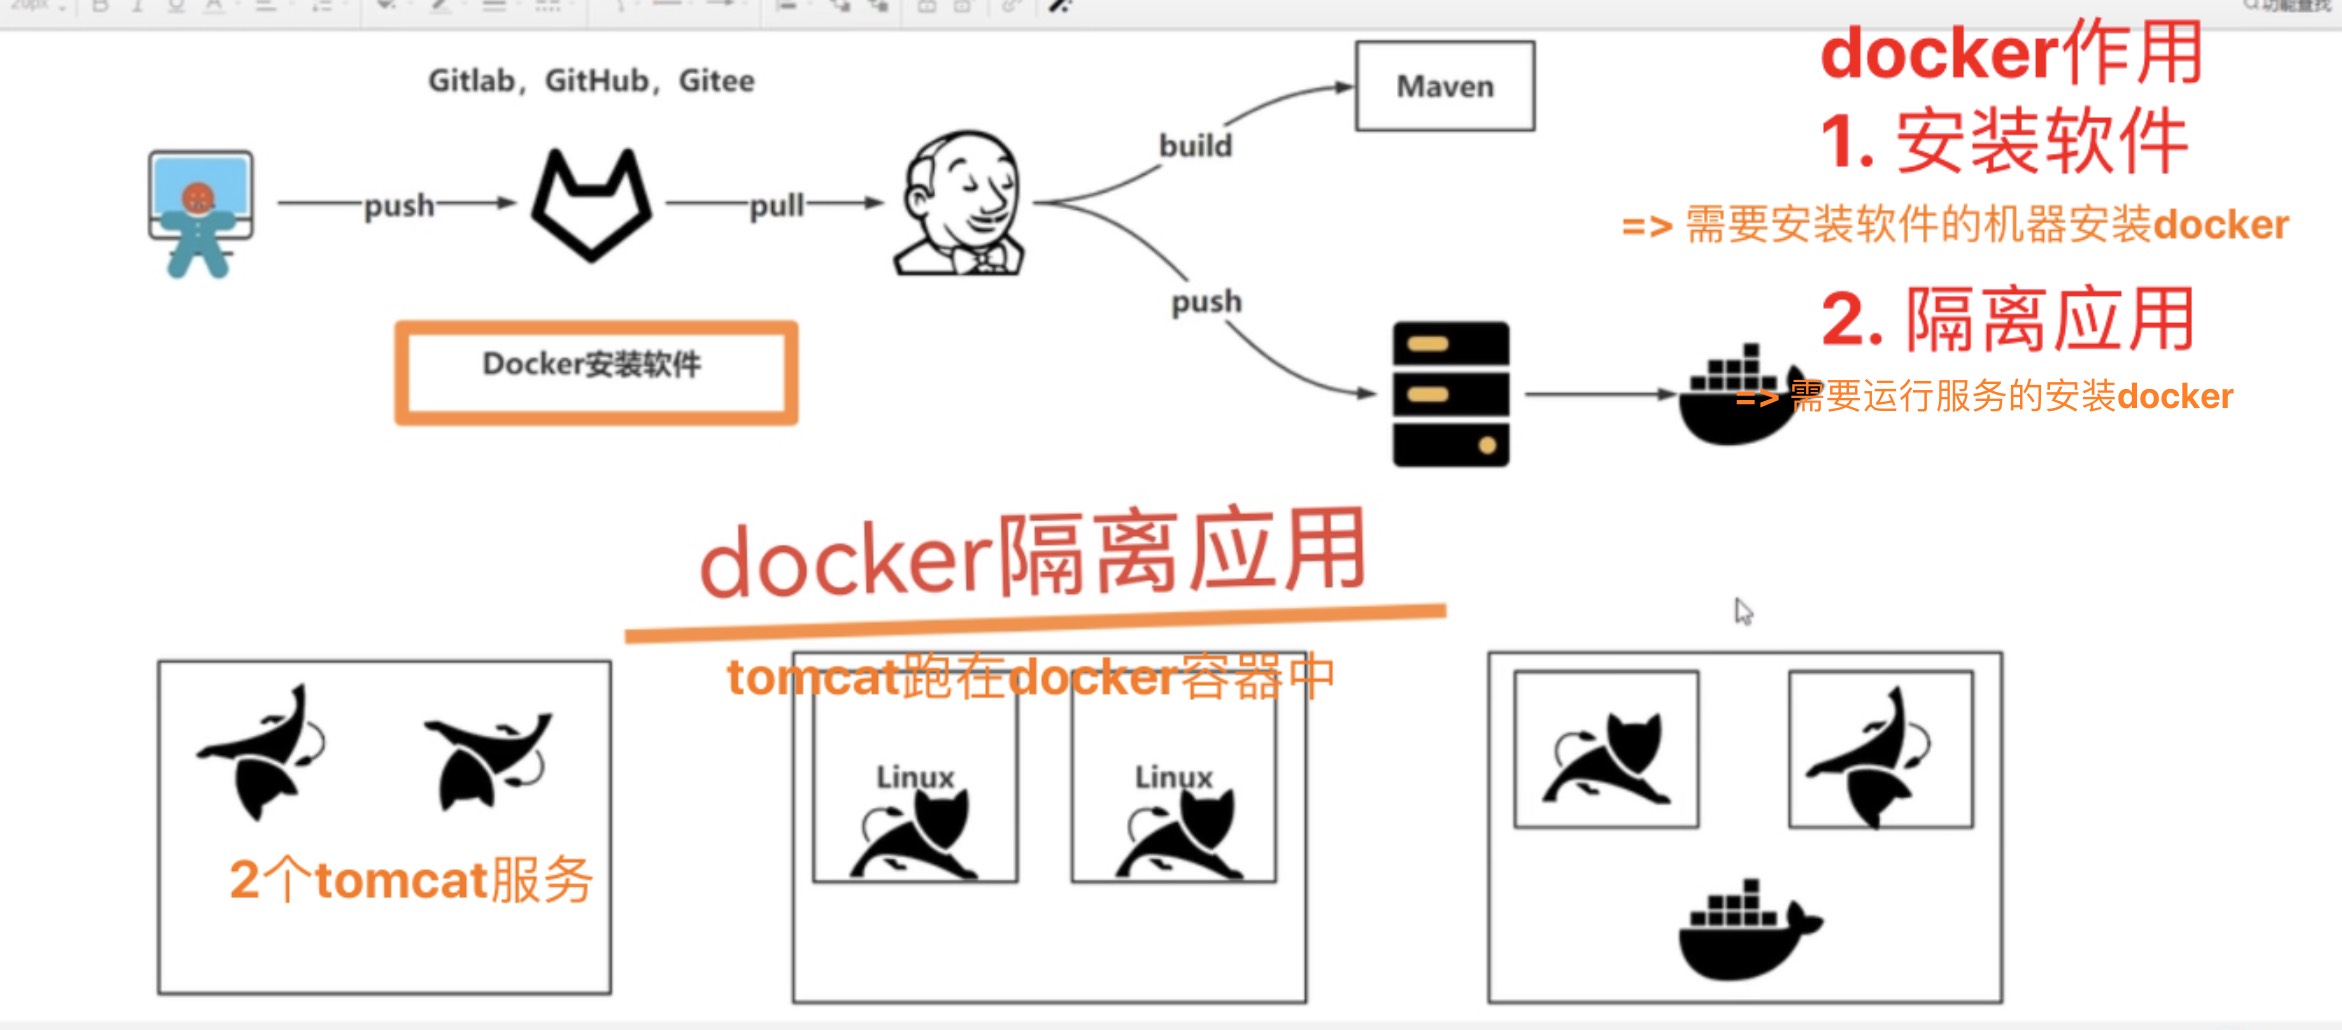 20px
功能查找
Gitlab，GitHub，Gitee
Maven
build
push
pull
push
Docker安装软件
docker作用
1. 安装软件
=> 需要安装软件的机器安装docker
2. 隔离应用
=> 需要运行服务的安装docker
docker隔离应用
tomcat跑在docker容器中
Linux
Linux
2个tomcat服务